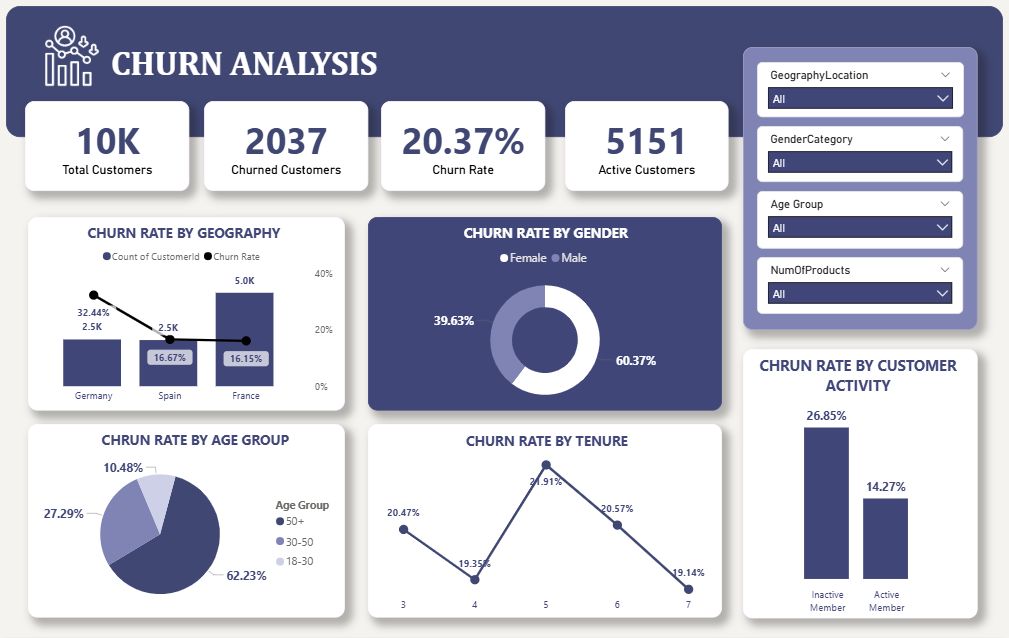 CHURN ANALYSIS
10K
Total Customers
2037
Churned Customers
20.37%
Churn Rate
5151
Active Customers
GeographyLocation
All
GenderCategory
All
Age Group
All
NumOfProducts
All
CHURN RATE BY GEOGRAPHY
Count of CustomerId Churn Rate
40%
20%
0%
32.44%
2.5K
2.5K
16.67%
5.0K
16.15%
Germany Spain France
CHURN RATE BY GENDER
Female Male
39.63%
60.37%
CHRUN RATE BY CUSTOMER
ACTIVITY
26.85%
14.27%
Inactive
Member
Active
Member
CHRUN RATE BY AGE GROUP
10.48%
27.29%
62.23%
Age Group
50+
30-50
18-30
CHURN RATE BY TENURE
20.47%
19.35%
21.91%
20.57%
19.14%
3 4 5 6 7